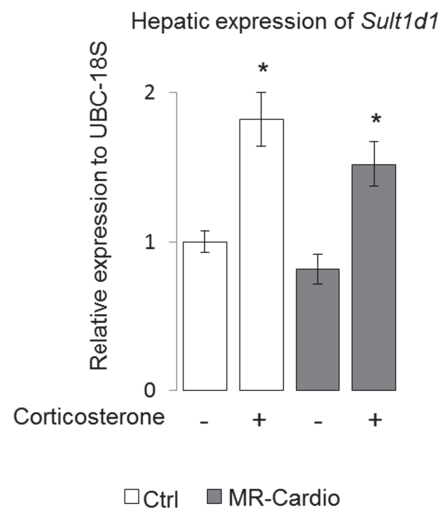 Hepatic expression of Sult1d1
Relative expression to UBC-18S
2
1
0
* *
Corticosterone - + - +
Ctrl MR-Cardio